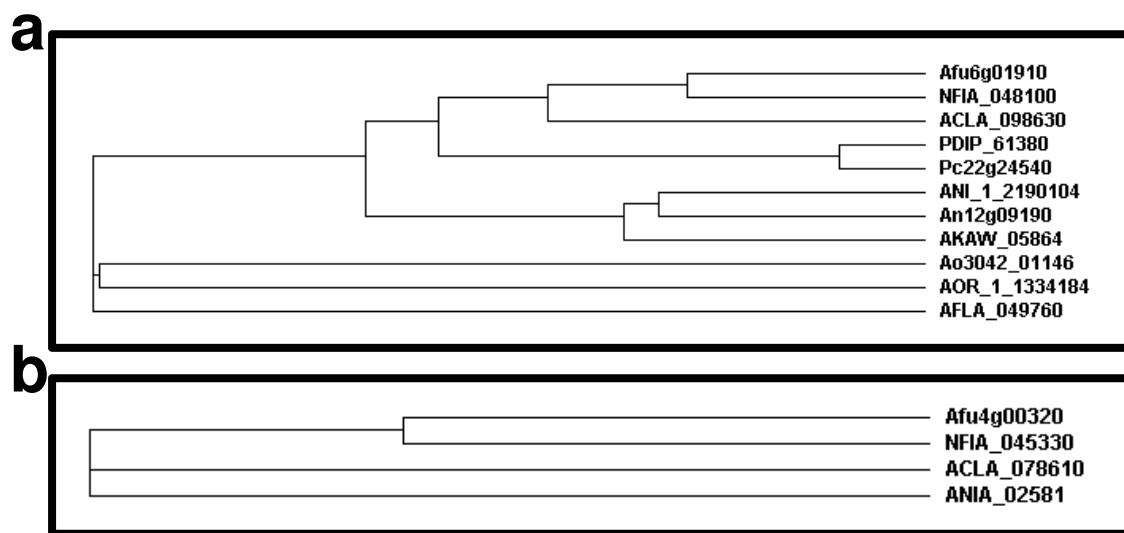 a
Afu6g01910
NFIA_048100
ACLA_098630
PDIP_61380
Pc22g24540
ANI_1_2190104
An12g09190
AKAW_05864
Ao3042_01146
AOR_1_1334184
AFLA_049760
b
Afu4g00320
NFIA_045330
ACLA_078610
ANIA_02581